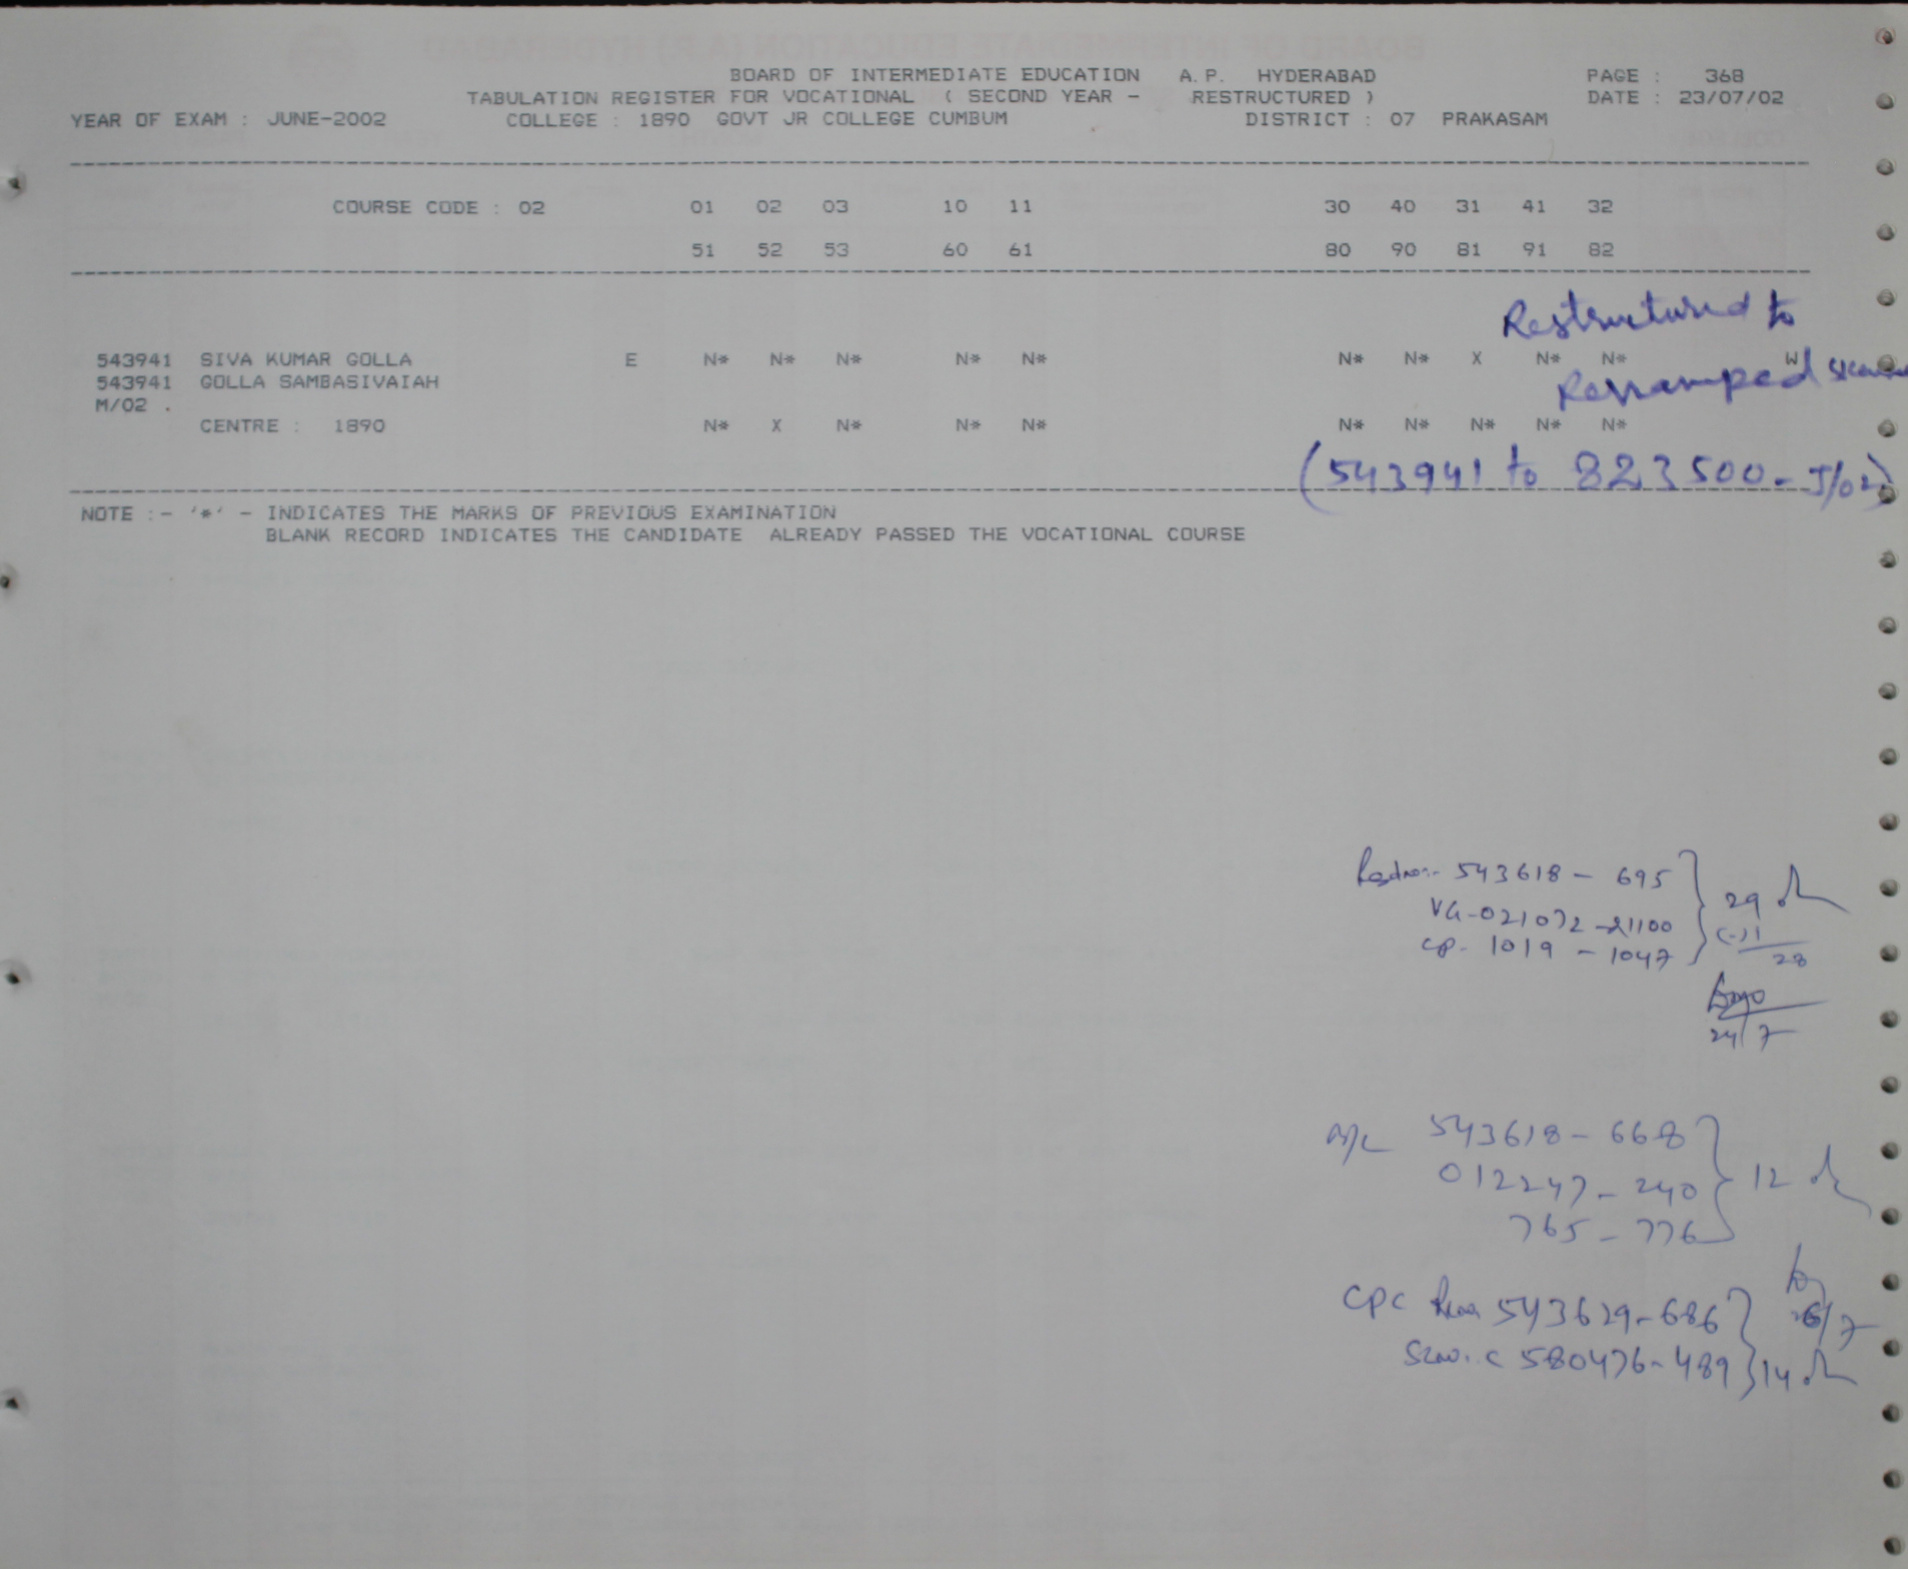 BOARD OF INTERMEDIATE EDUCATION A.P. HYDERABAD PAGE : 368
TABULATION REGISTER FOR VOCATIONAL ( SECOND YEAR - RESTRUCTURED ) DATE : 23/07/02
YEAR OF EXAM : JUNE-2002 COLLEGE : 1890 GOVT JR COLLEGE CUMBUM DISTRICT : 07 PRAKASAM
COURSE CODE : 02 01 02 03 10 11 30 40 31 41 32
51 52 53 60 61 80 90 81 91 82
Restructured to
543941 SIVA KUMAR GOLLA E N* N* N* N* N* N* N* X N* N* W
543941 GOLLA SAMBASIVAIAH
Revamped
M/02 .
CENTRE : 1890 N* X N* N* N* N* N* N* N* N*
(543941 to 823500-J/02)
NOTE :- '*' - INDICATES THE MARKS OF PREVIOUS EXAMINATION
BLANK RECORD INDICATES THE CANDIDATE ALREADY PASSED THE VOCATIONAL COURSE
543618 - 695
VG-021072-21100 29
1019 - 1047 (-)1
28
24/7
543618 - 668
012247 - 240 12
765 - 776
CPC 543629-686
580476-489 14